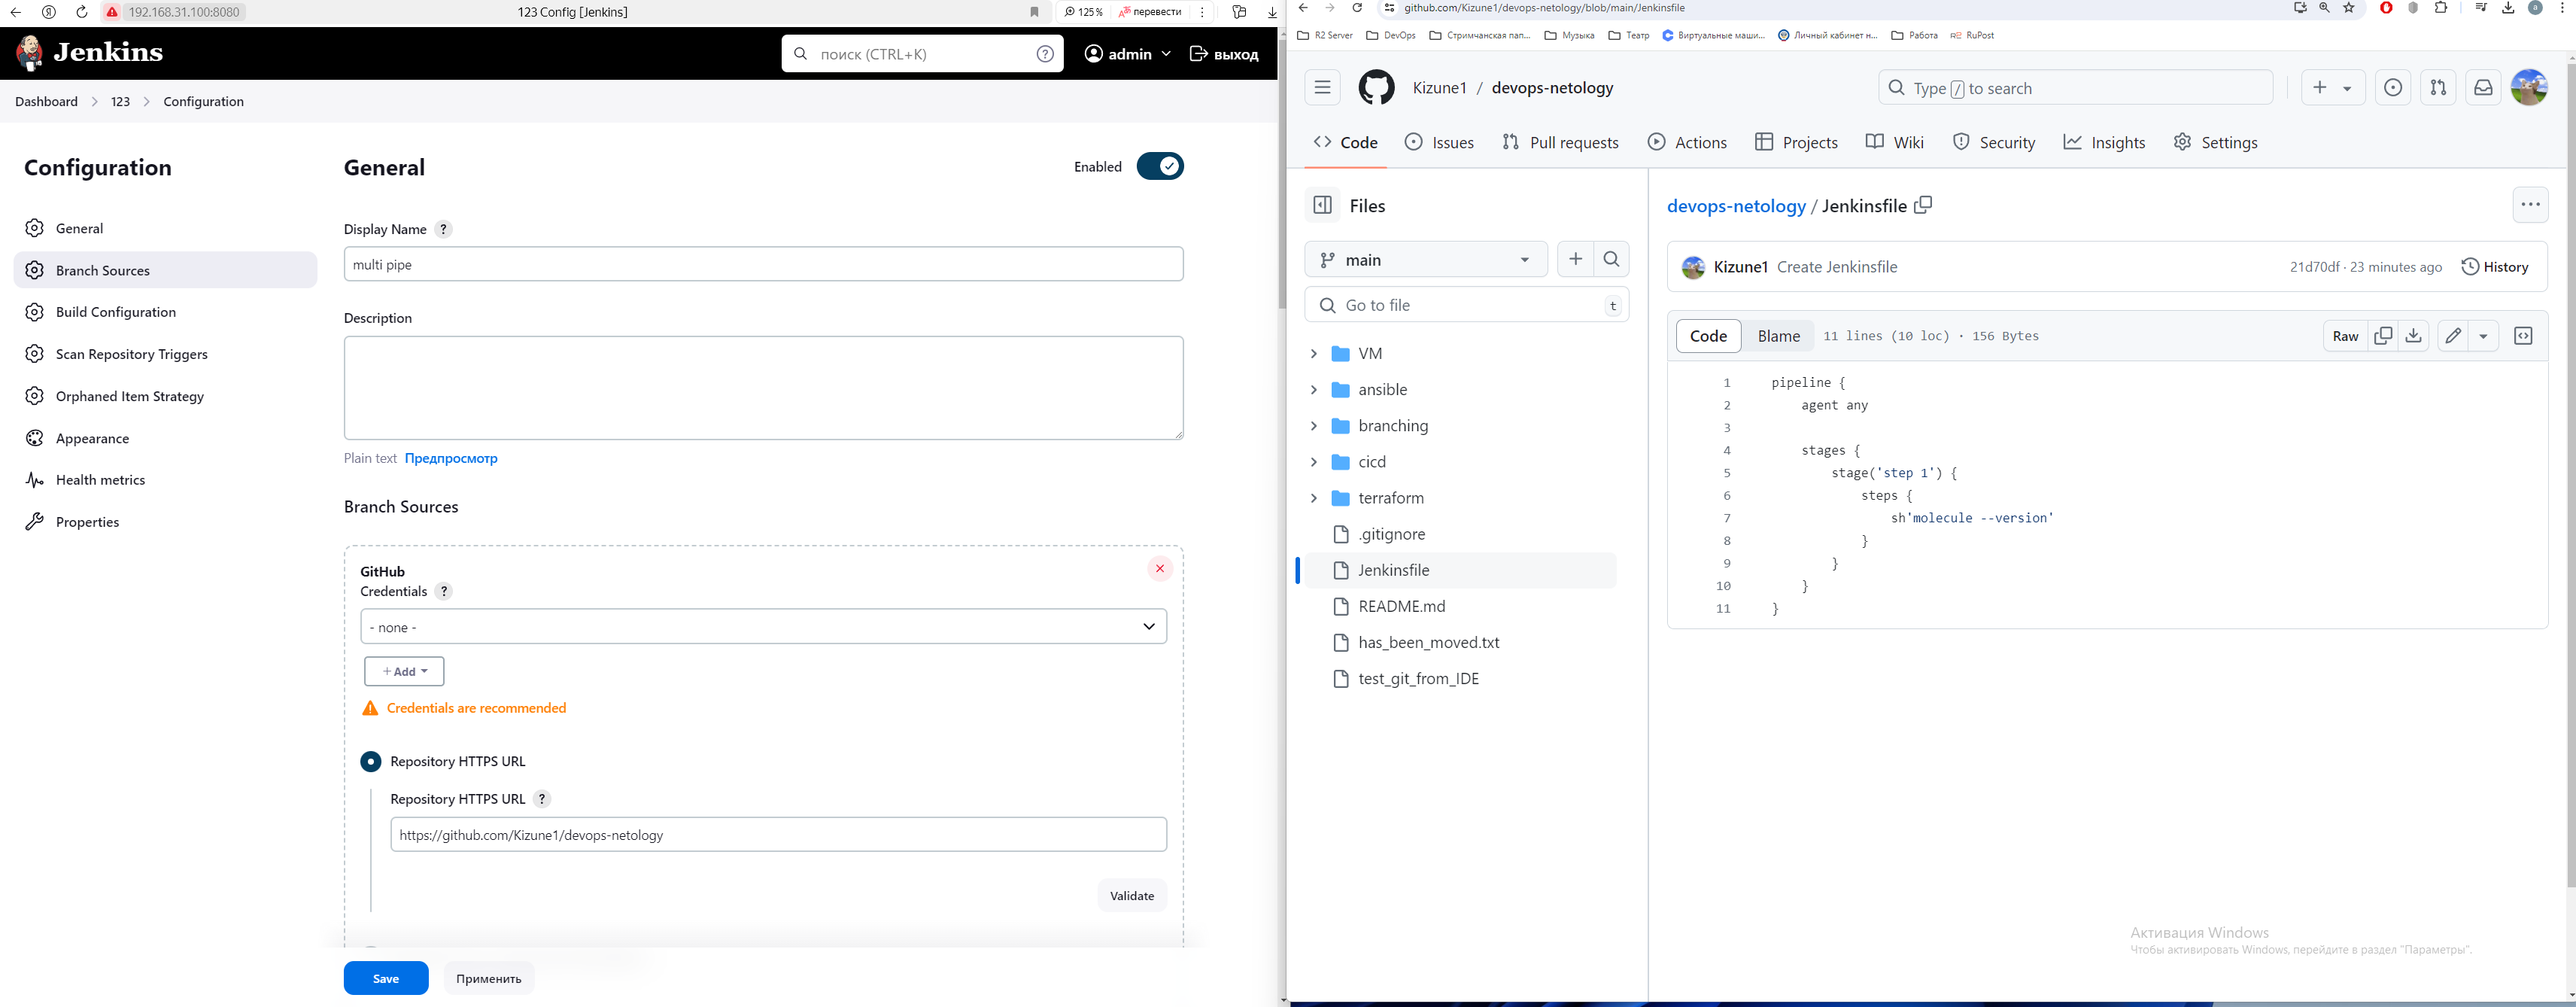 192.168.31.100:8080
123 Config [Jenkins]
125 %
перевести
Jenkins
поиск (CTRL+K)
admin
выход
Dashboard
123
Configuration
Configuration
General
Branch Sources
Build Configuration
Scan Repository Triggers
Orphaned Item Strategy
Appearance
Health metrics
Properties
General
Enabled
Display Name ?
multi pipe
Description
Plain text Предпросмотр
Branch Sources
GitHub
Credentials ?
- none -
+ Add
Credentials are recommended
Repository HTTPS URL
Repository HTTPS URL ?
https://github.com/Kizune1/devops-netology
Validate
Save
Применить
github.com/Kizune1/devops-netology/blob/main/Jenkinsfile
R2 Server
DevOps
Стримчанская пап...
Музыка
Театр
Виртуальные маши...
Личный кабинет н...
Работа
RuPost
Kizune1 / devops-netology
Type / to search
Code
Issues
Pull requests
Actions
Projects
Wiki
Security
Insights
Settings
Files
main
Go to file
t
VM
ansible
branching
cicd
terraform
.gitignore
Jenkinsfile
README.md
has_been_moved.txt
test_git_from_IDE
devops-netology / Jenkinsfile
Kizune1 Create Jenkinsfile
21d70df · 23 minutes ago
History
Code
Blame
11 lines (10 loc) · 156 Bytes
Raw
1 pipeline {
2 agent any
3
4 stages {
5 stage('step 1') {
6 steps {
7 sh'molecule --version'
8 }
9 }
10 }
11 }
Активация Windows
Чтобы активировать Windows, перейдите в раздел "Параметры".